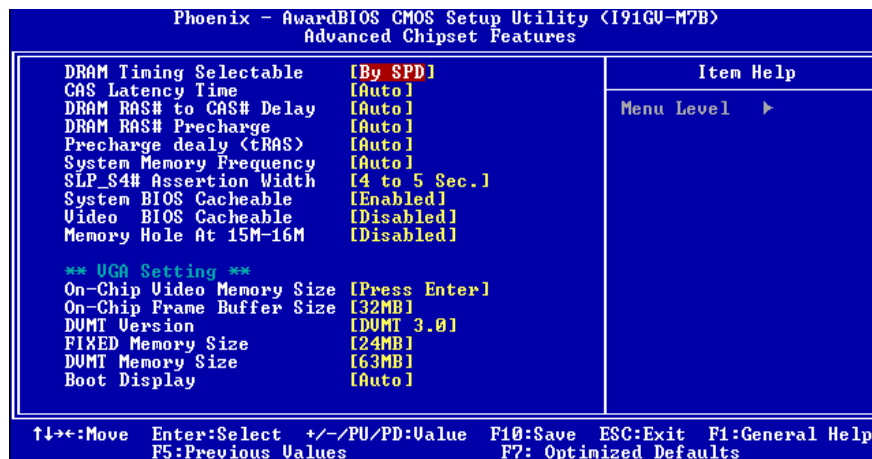 Phoenix - AwardBIOS CMOS Setup Utility (I91GV-M7B)
Advanced Chipset Features
DRAM Timing Selectable [By SPD]
CAS Latency Time [Auto]
DRAM RAS# to CAS# Delay [Auto]
DRAM RAS# Precharge [Auto]
Precharge dealy (tRAS) [Auto]
System Memory Frequency [Auto]
SLP_S4# Assertion Width [4 to 5 Sec.]
System BIOS Cacheable [Enabled]
Video BIOS Cacheable [Disabled]
Memory Hole At 15M-16M [Disabled]
** VGA Setting **
On-Chip Video Memory Size [Press Enter]
On-Chip Frame Buffer Size [32MB]
DVMT Version [DVMT 3.0]
FIXED Memory Size [24MB]
DVMT Memory Size [63MB]
Boot Display [Auto]
Item Help
Menu Level ▶
↑↓→←:Move Enter:Select +/-/PU/PD:Value F10:Save ESC:Exit F1:General Help
F5:Previous Values F7: Optimized Defaults